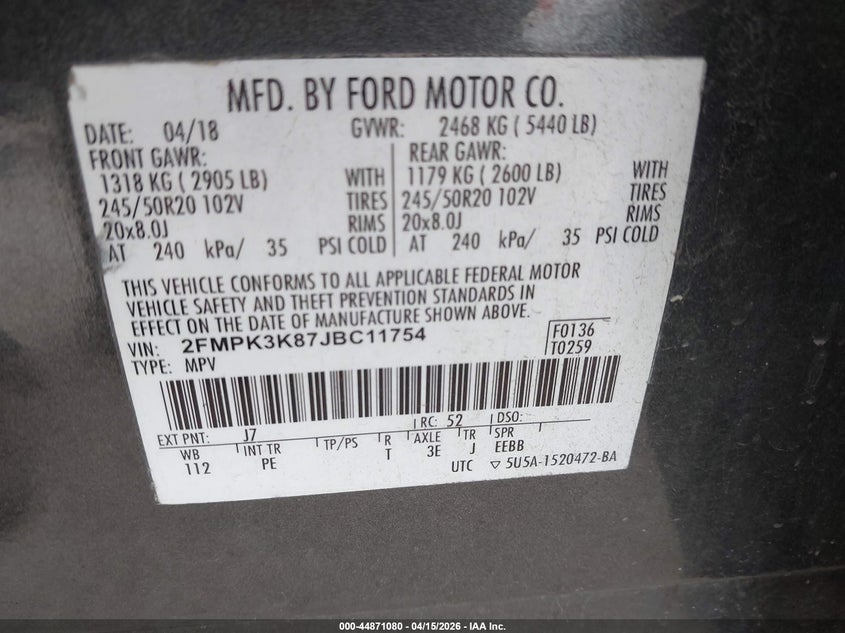 MFD. BY FORD MOTOR CO.
DATE: 04/18 GVWR: 2468 KG ( 5440 LB)
FRONT GAWR: REAR GAWR:
1318 KG ( 2905 LB) WITH 1179 KG ( 2600 LB) WITH
245/50R20 102V TIRES 245/50R20 102V TIRES
20x8.0J RIMS 20x8.0J RIMS
AT 240 kPa/ 35 PSI COLD AT 240 kPa/ 35 PSI COLD
THIS VEHICLE CONFORMS TO ALL APPLICABLE FEDERAL MOTOR
VEHICLE SAFETY AND THEFT PREVENTION STANDARDS IN
EFFECT ON THE DATE OF MANUFACTURE SHOWN ABOVE.
VIN: 2FMPK3K87JBC11754 F0136
TYPE: MPV T0259
EXT PNT: J7 RC: 52 DSO:
WB INT TR TP/PS R AXLE TR SPR
112 PE T 3E J EEBB
UTC ▽ 5U5A-1520472-BA
000-44871080 - 04/15/2026 - IAA Inc.